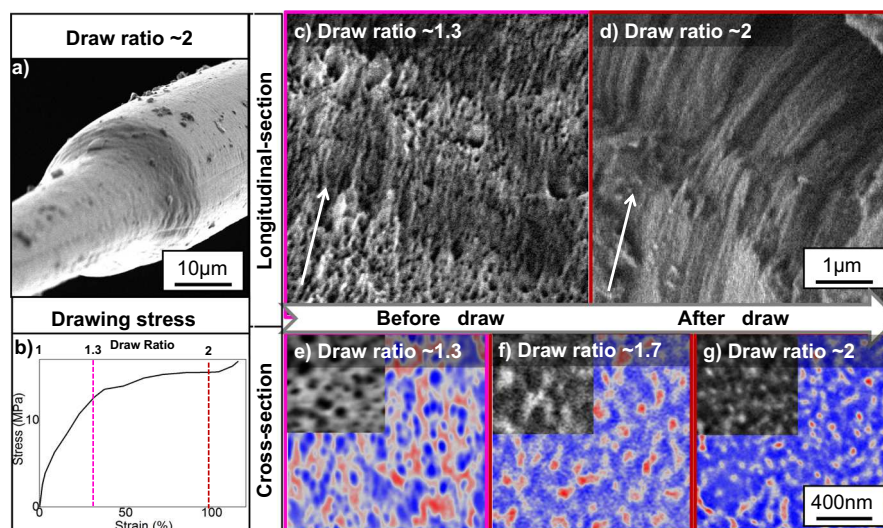 Draw ratio ~2
a)
10µm
Longitudinal-section
c) Draw ratio ~1.3
d) Draw ratio ~2
1µm
Drawing stress
Before draw
After draw
b)
Draw Ratio
1
1.3
2
Stress (MPa)
10
0
0
50
100
Strain (%)
Cross-section
e) Draw ratio ~1.3
f) Draw ratio ~1.7
g) Draw ratio ~2
400nm